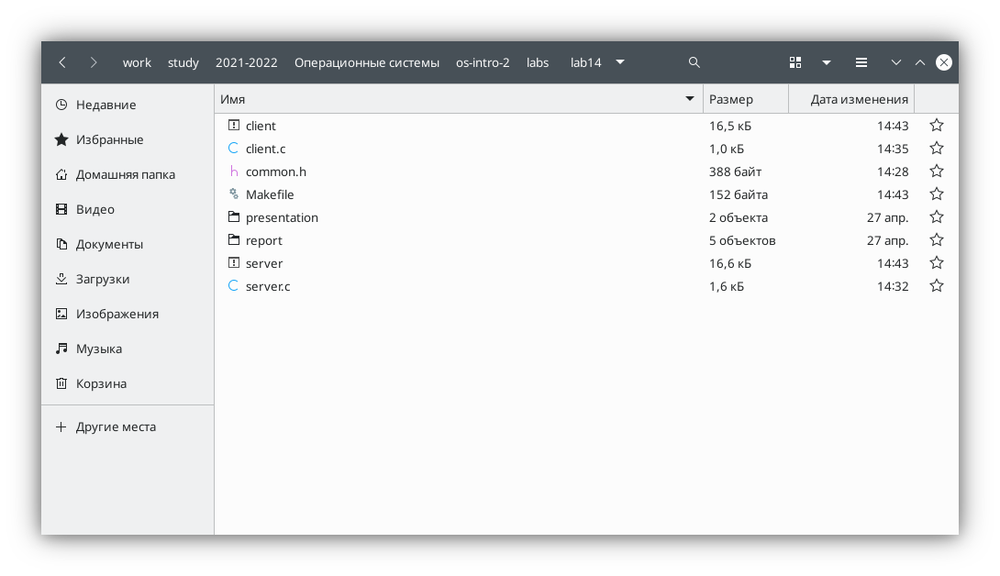 work study 2021-2022 Операционные системы os-intro-2 labs lab14
Недавние
Избранные
Домашняя папка
Видео
Документы
Загрузки
Изображения
Музыка
Корзина
Другие места
Имя Размер Дата изменения
client 16,5 кБ 14:43
client.c 1,0 кБ 14:35
common.h 388 байт 14:28
Makefile 152 байта 14:43
presentation 2 объекта 27 апр.
report 5 объектов 27 апр.
server 16,6 кБ 14:43
server.c 1,6 кБ 14:32